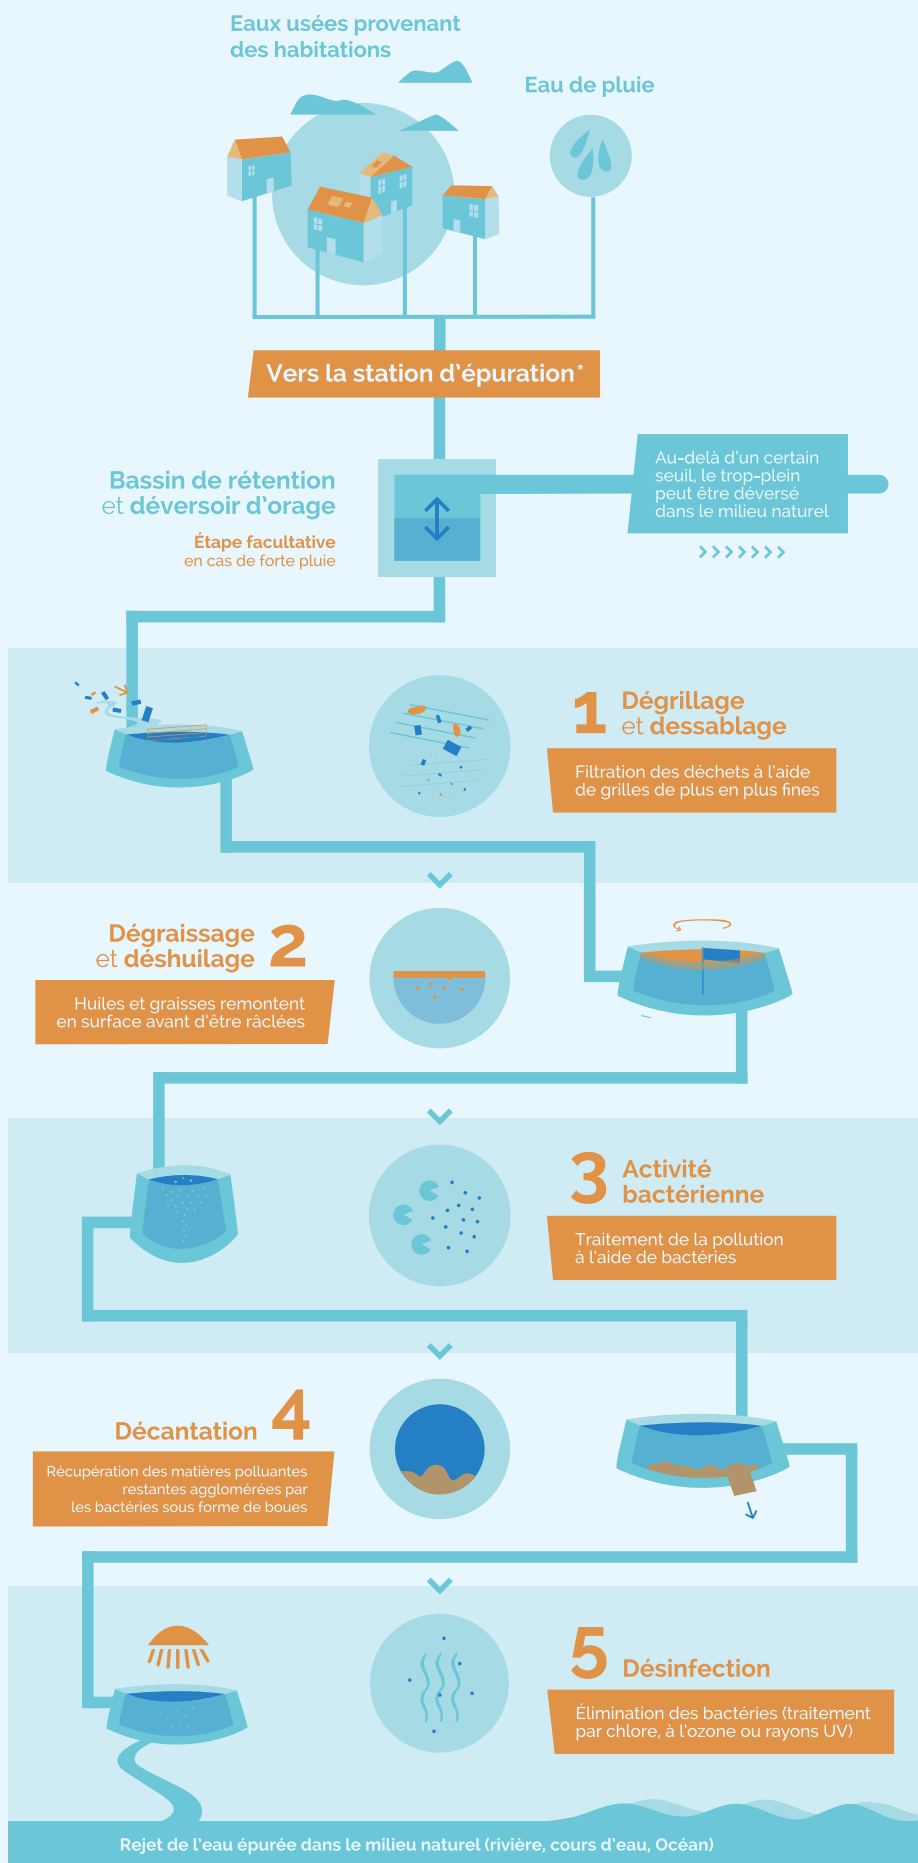 Eaux usées provenant
des habitations
Eau de pluie
Vers la station d'épuration*
Bassin de rétention
et déversoir d'orage
Étape facultative
en cas de forte pluie
Au-delà d'un certain
seuil, le trop-plein
peut être déversé
dans le milieu naturel
1 Dégrillage
et dessablage
Filtration des déchets à l'aide
de grilles de plus en plus fines
Dégraissage 2
et déshuilage
Huiles et graisses remontent
en surface avant d'être râclées
3 Activité
bactérienne
Traitement de la pollution
à l'aide de bactéries
Décantation 4
Récupération des matières polluantes
restantes agglomérées par
les bactéries sous forme de boues
5 Désinfection
Élimination des bactéries (traitement
par chlore, à l'ozone ou rayons UV)
Rejet de l'eau épurée dans le milieu naturel (rivière, cours d'eau, Océan)